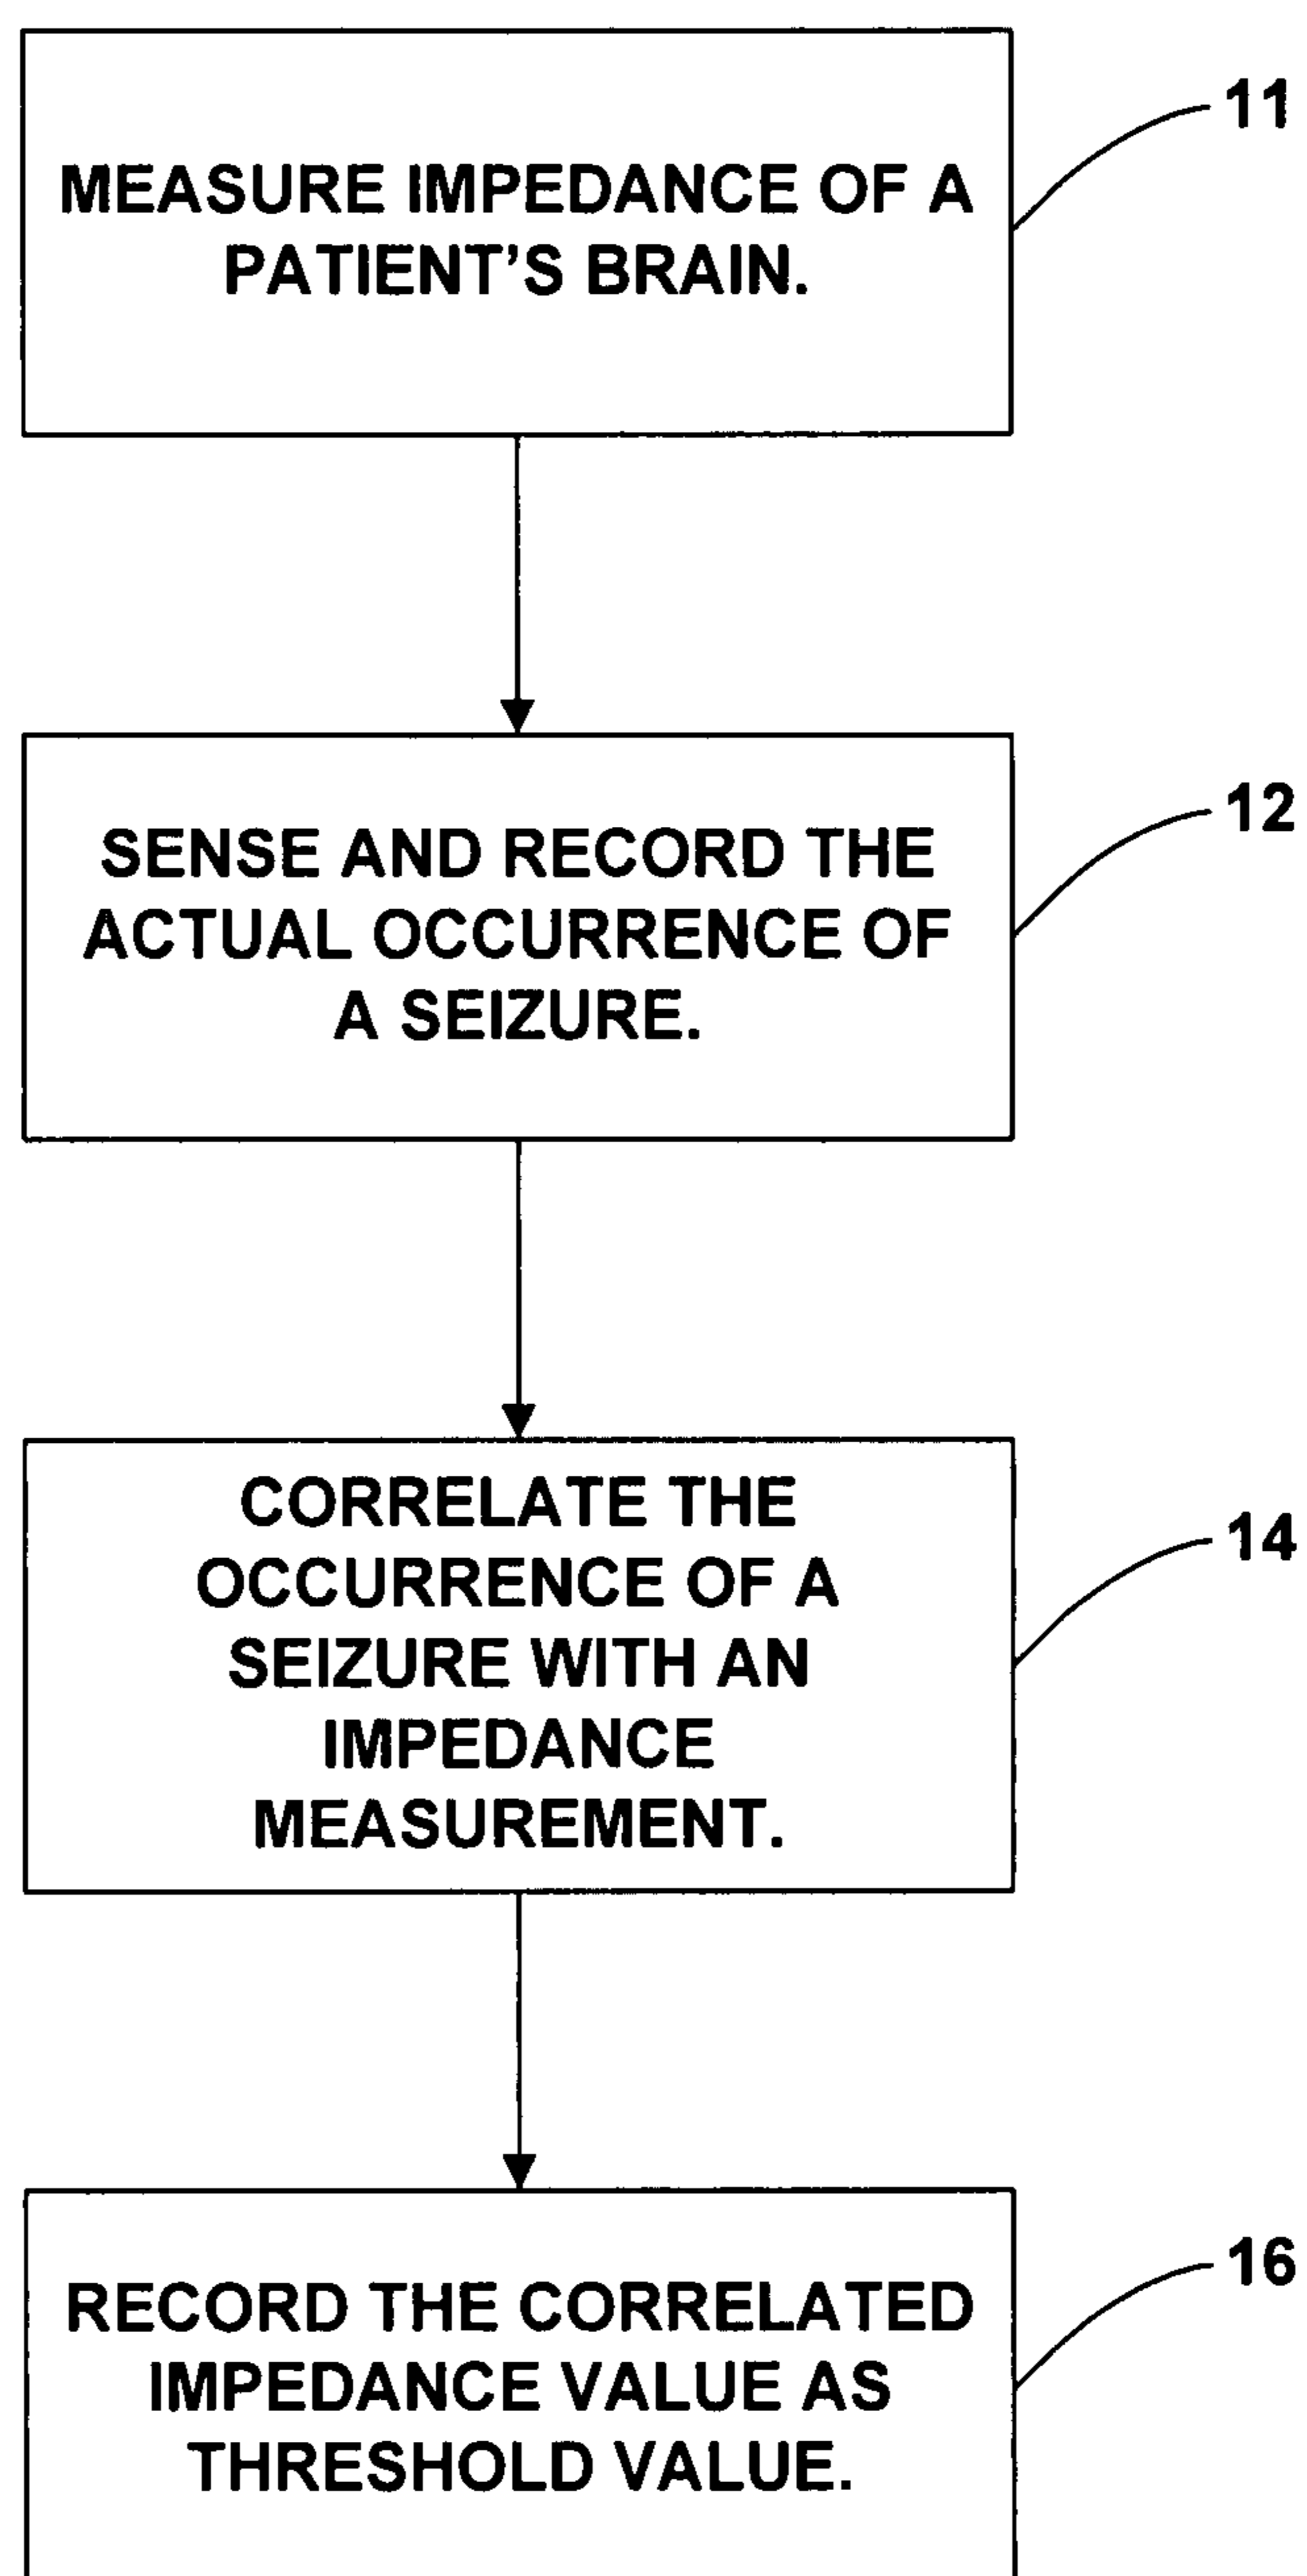 11
MEASURE IMPEDANCE OF A
PATIENT’S BRAIN.
12
SENSE AND RECORD THE
ACTUAL OCCURRENCE OF
A SEIZURE.
14
CORRELATE THE
OCCURRENCE OF A
SEIZURE WITH AN
IMPEDANCE
MEASUREMENT.
16
RECORD THE CORRELATED
IMPEDANCE VALUE AS
THRESHOLD VALUE.